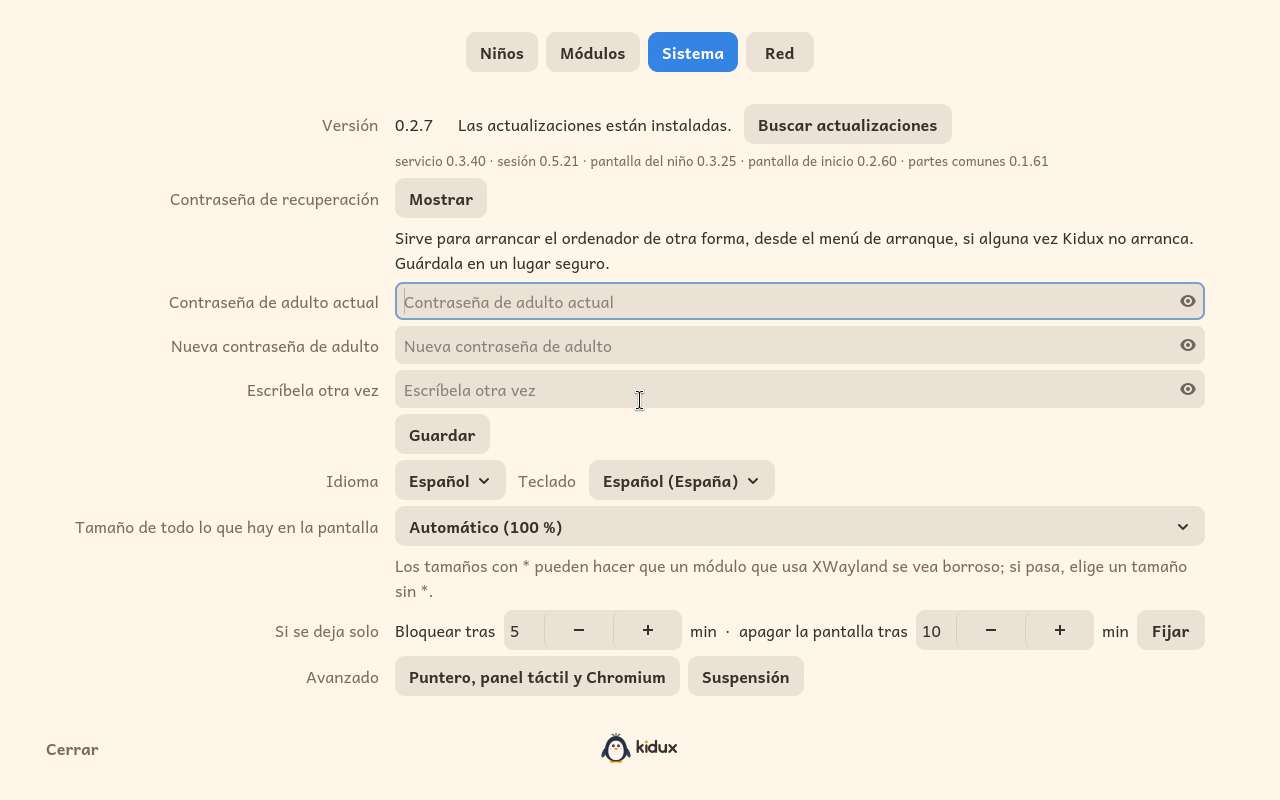 Niños Módulos Sistema Red
Versión 0.2.7 Las actualizaciones están instaladas. Buscar actualizaciones
servicio 0.3.40 · sesión 0.5.21 · pantalla del niño 0.3.25 · pantalla de inicio 0.2.60 · partes comunes 0.1.61
Contraseña de recuperación Mostrar
Sirve para arrancar el ordenador de otra forma, desde el menú de arranque, si alguna vez Kidux no arranca.
Guárdala en un lugar seguro.
Contraseña de adulto actual Contraseña de adulto actual
Nueva contraseña de adulto Nueva contraseña de adulto
Escríbela otra vez Escríbela otra vez
Guardar
Idioma Español Teclado Español (España)
Tamaño de todo lo que hay en la pantalla Automático (100 %)
Los tamaños con * pueden hacer que un módulo que usa XWayland se vea borroso; si pasa, elige un tamaño
sin *.
Si se deja solo Bloquear tras 5 − + min · apagar la pantalla tras 10 − + min Fijar
Avanzado Puntero, panel táctil y Chromium Suspensión
Cerrar kidux